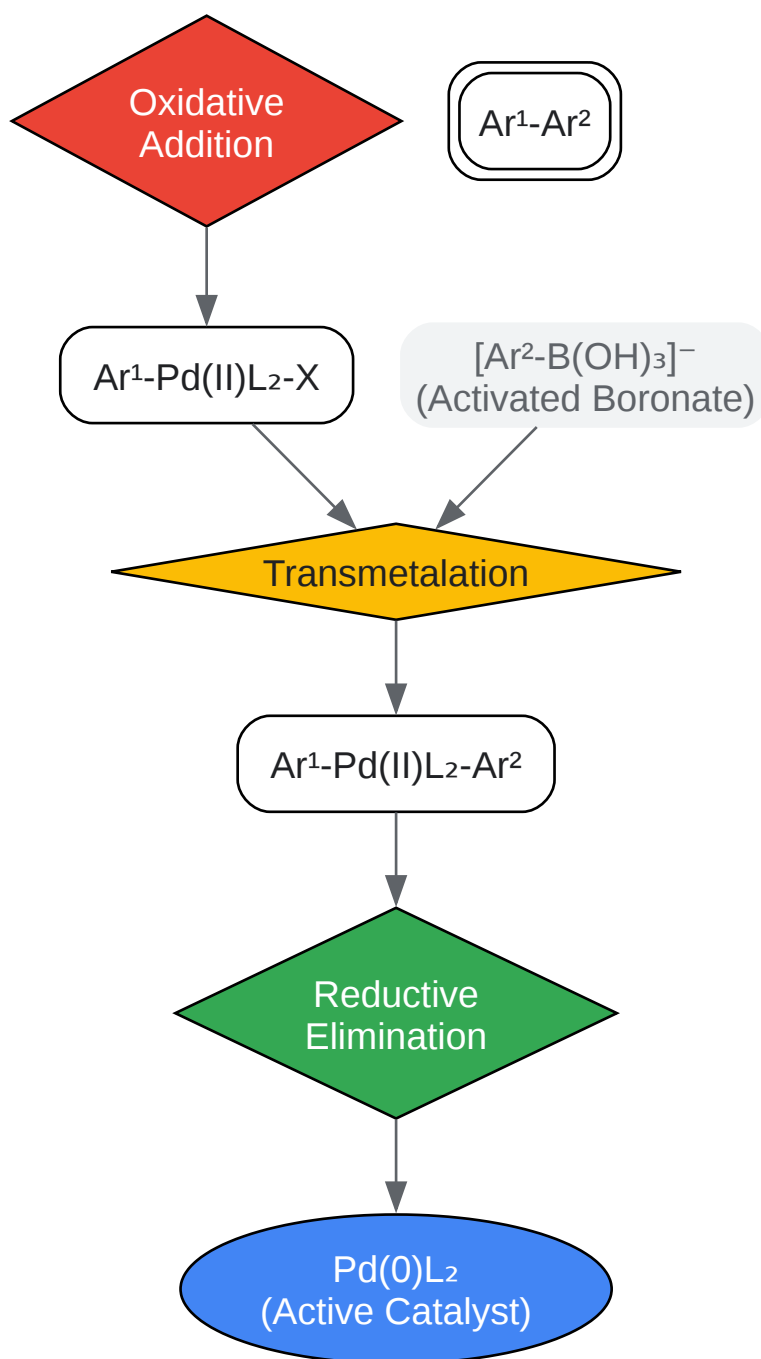 Oxidative
Addition
Ar¹-Ar²
Ar¹-Pd(II)L₂-X
[Ar²-B(OH)₃]⁻
(Activated Boronate)
Transmetalation
Ar¹-Pd(II)L₂-Ar²
Reductive
Elimination
Pd(0)L₂
(Active Catalyst)